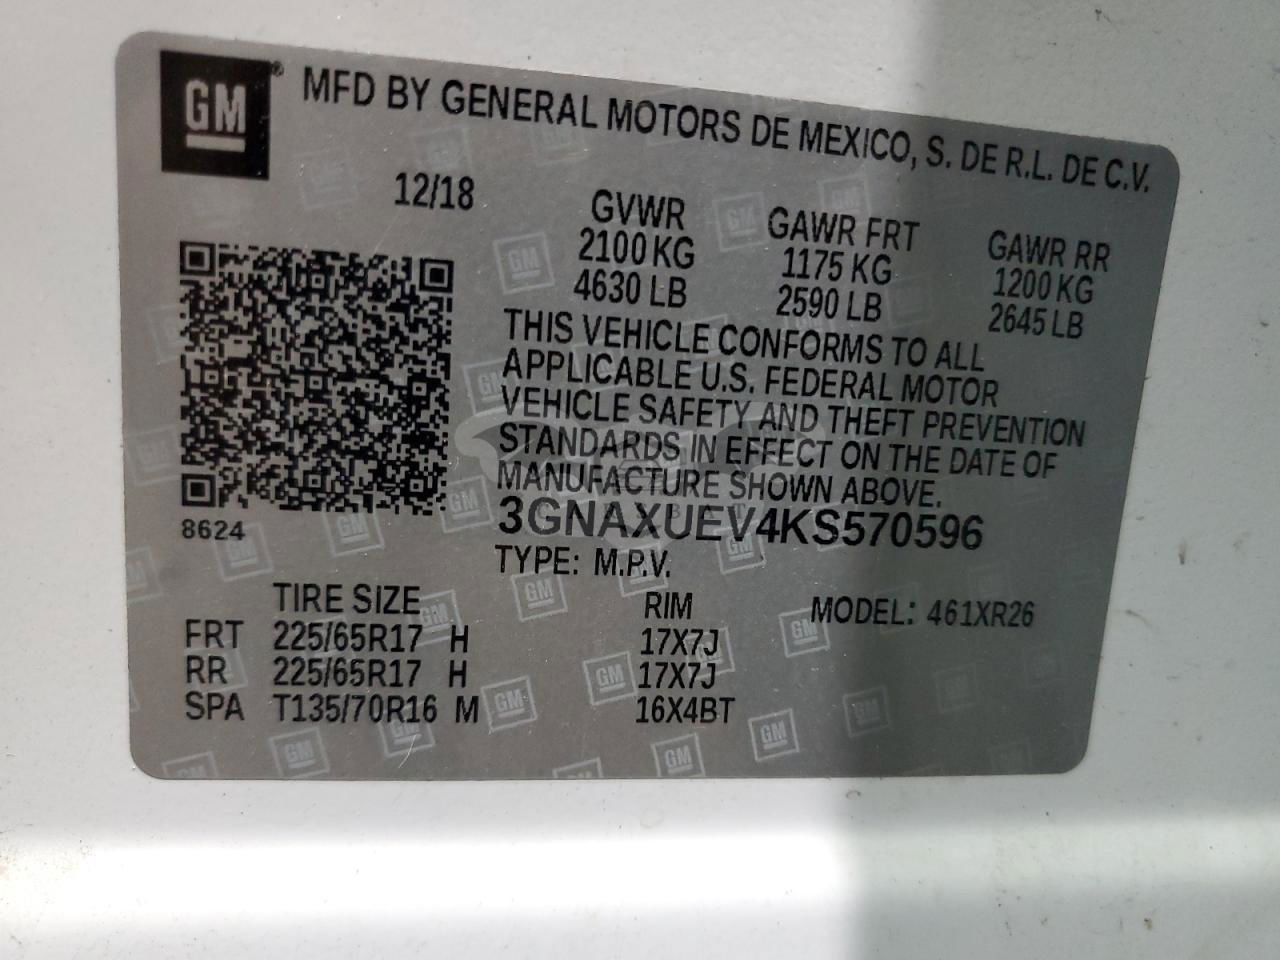 GM ® MFD BY GENERAL MOTORS DE MEXICO, S. DE R.L. DE C.V.
12/18
GVWR GAWR FRT GAWR RR
2100 KG 1175 KG 1200 KG
4630 LB 2590 LB 2645 LB
THIS VEHICLE CONFORMS TO ALL
APPLICABLE U.S. FEDERAL MOTOR
VEHICLE SAFETY AND THEFT PREVENTION
STANDARDS IN EFFECT ON THE DATE OF
MANUFACTURE SHOWN ABOVE.
3GNAXUEV4KS570596
8624
TYPE: M.P.V.
TIRE SIZE RIM MODEL: 461XR26
FRT 225/65R17 H 17X7J
RR 225/65R17 H 17X7J
SPA T135/70R16 M 16X4BT